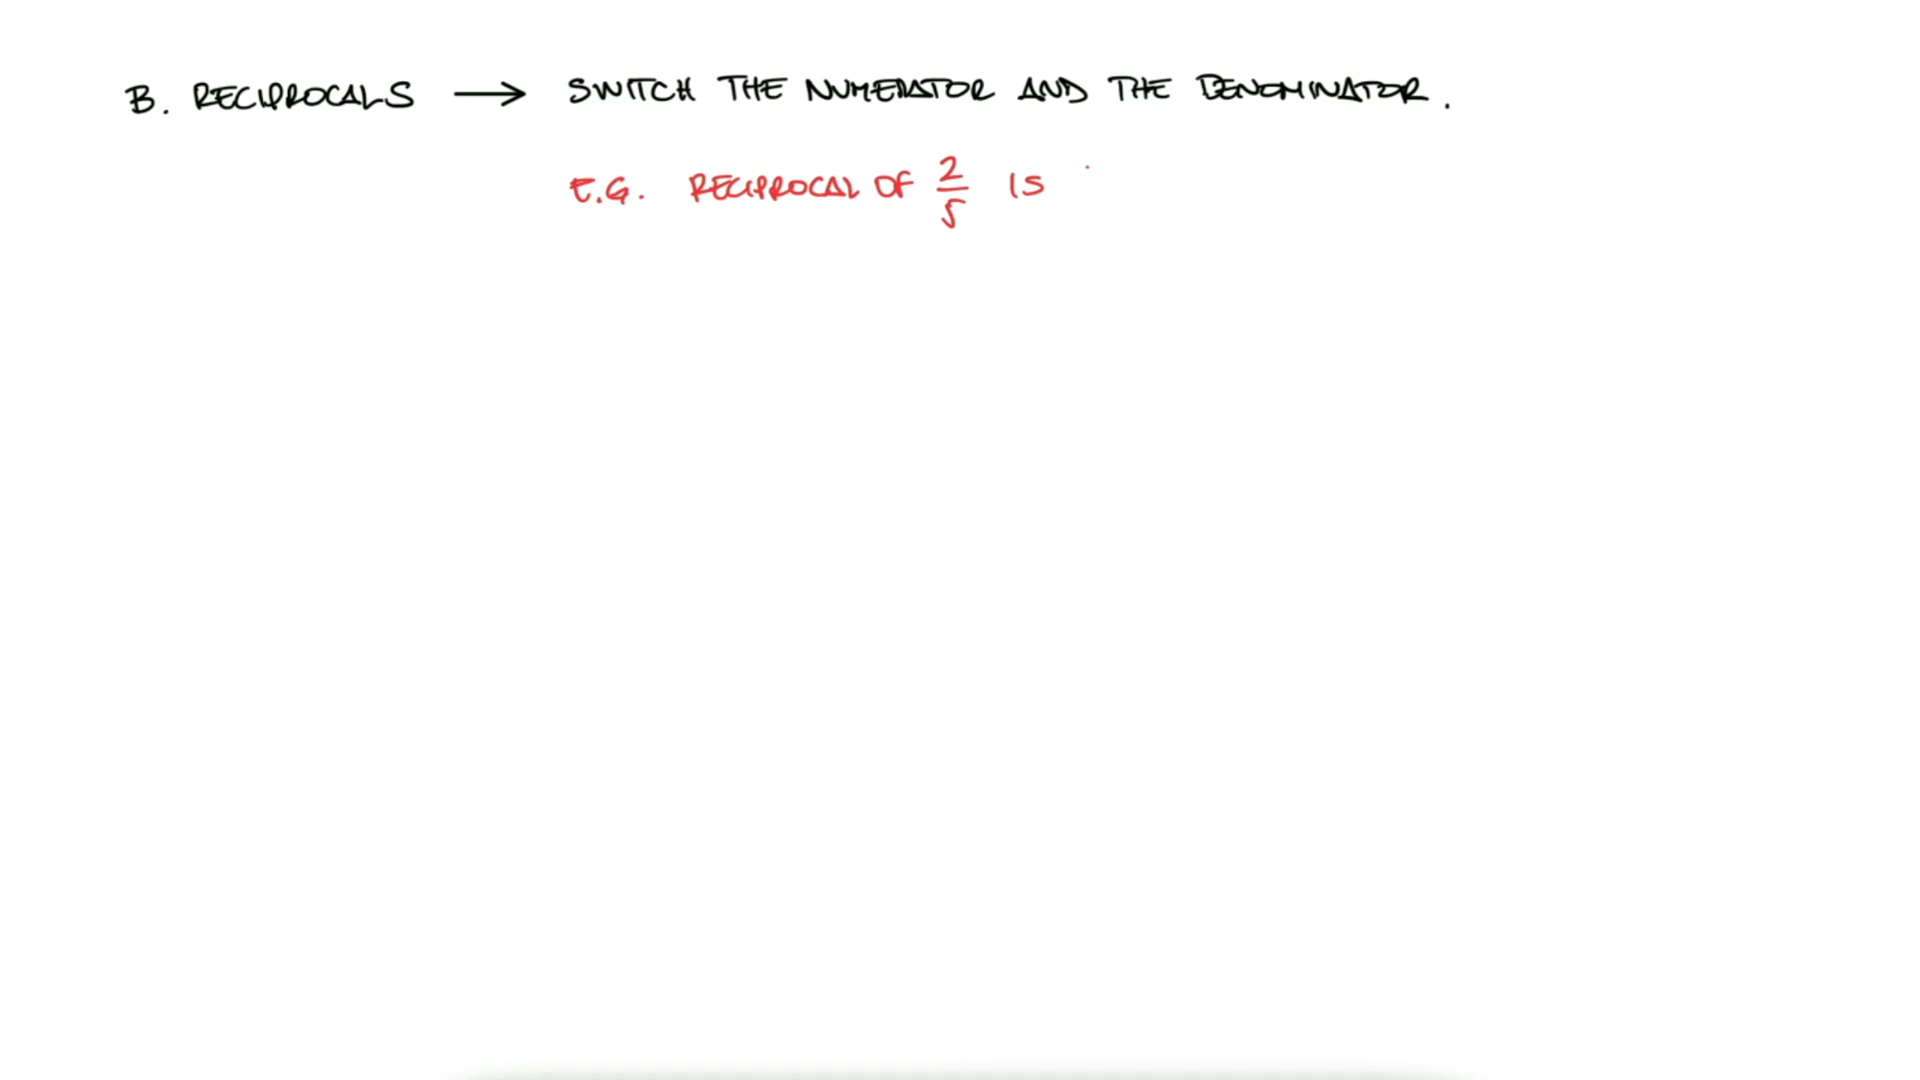 B. RECIPROCALS → SWITCH THE NUMERATOR AND THE DENOMINATOR.
E.G. RECIPROCAL OF 2/5 IS